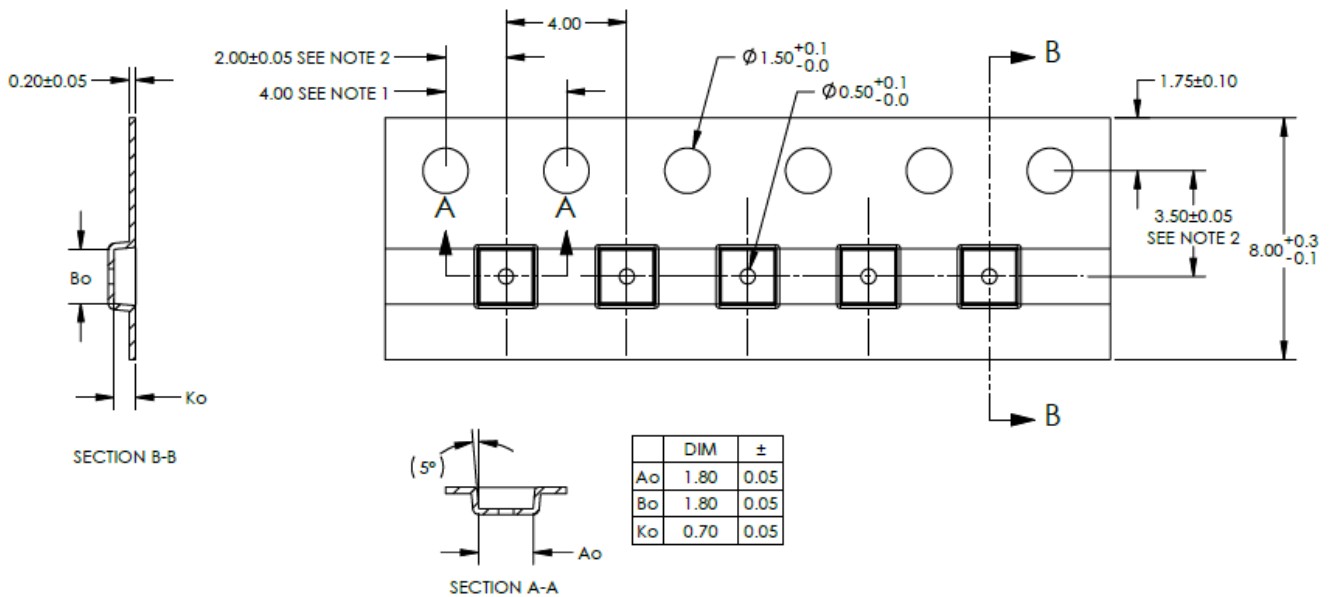 4.00
2.00±0.05 SEE NOTE 2
Ø1.50+0.1
-0.0
B
0.20±0.05
4.00 SEE NOTE 1
Ø0.50+0.1
-0.0
1.75±0.10
A A
3.50±0.05
SEE NOTE 2
8.00+0.3
-0.1
Bo
Ko
B
SECTION B-B
(5°)
DIM ±
Ao 1.80 0.05
Bo 1.80 0.05
Ko 0.70 0.05
Ao
SECTION A-A